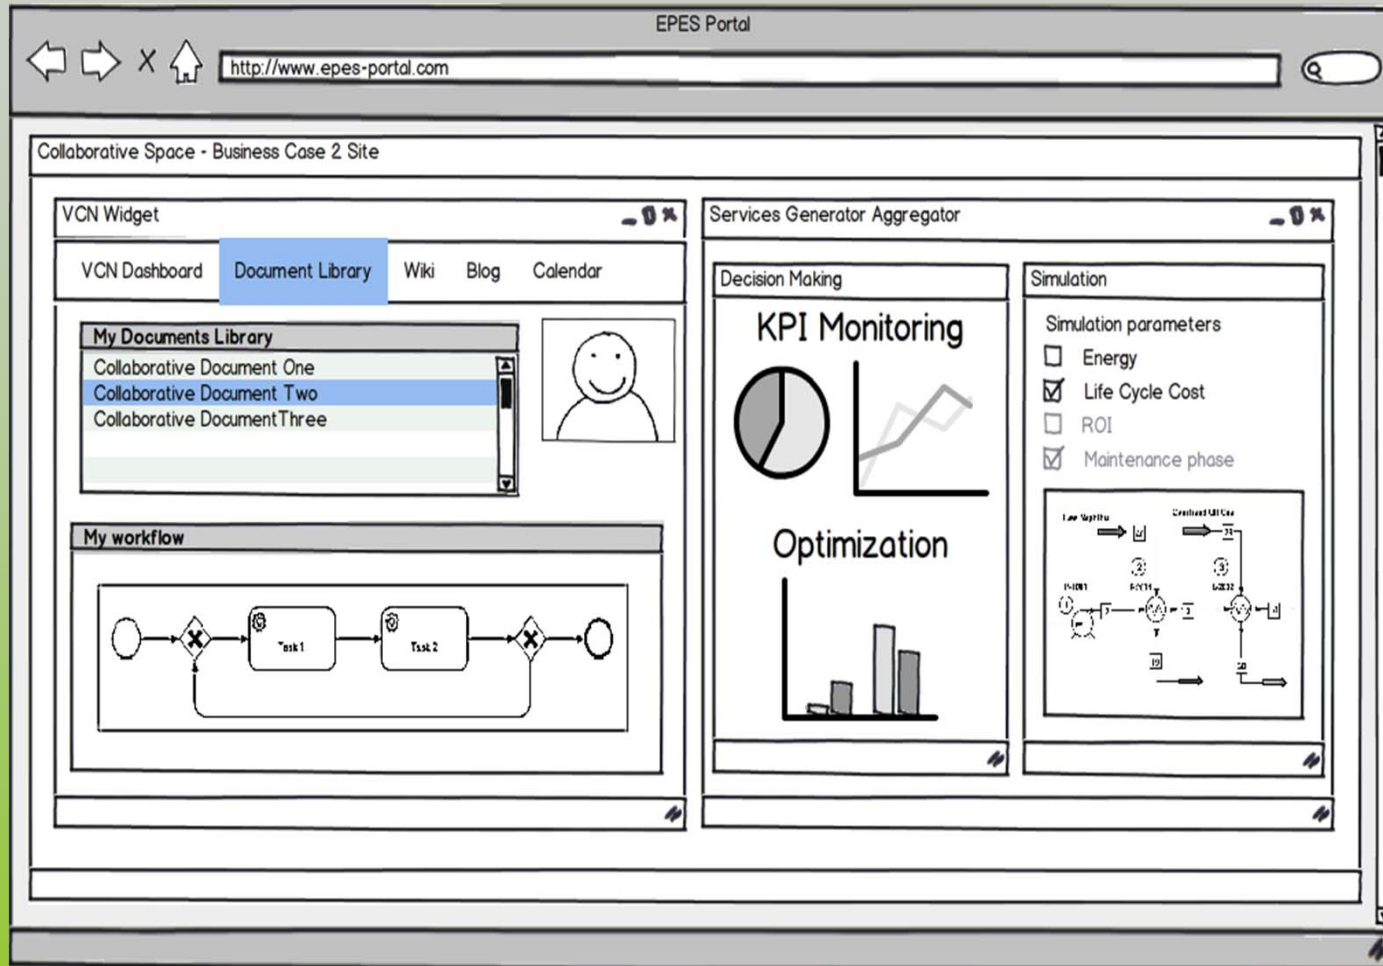 EPES Portal
http://www.epes-portal.com
Collaborative Space - Business Case 2 Site
VCN Widget
VCN Dashboard Document Library Wiki Blog Calendar
My Documents Library
Collaborative Document One
Collaborative Document Two
Collaborative DocumentThree
My workflow
Task 1
Task 2
Services Generator Aggregator
Decision Making
KPI Monitoring
Optimization
Simulation
Simulation parameters
Energy
Life Cycle Cost
ROI
Maintenance phase